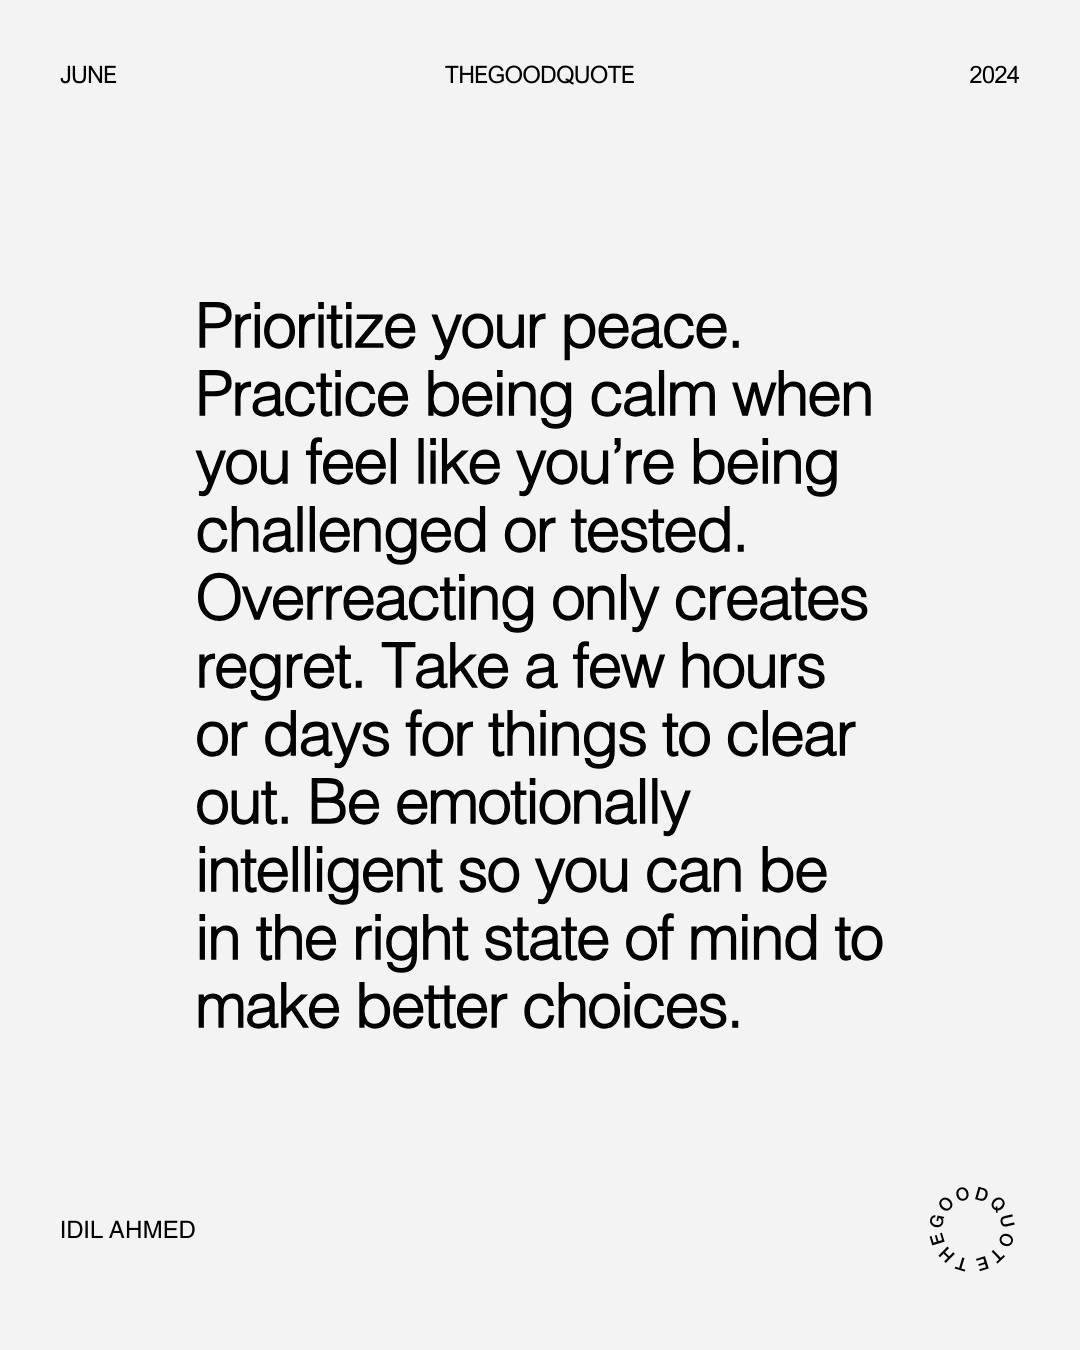 JUNE THEGOODQUOTE 2024
Prioritize your peace.
Practice being calm when
you feel like you’re being
challenged or tested.
Overreacting only creates
regret. Take a few hours
or days for things to clear
out. Be emotionally
intelligent so you can be
in the right state of mind to
make better choices.
IDIL AHMED
THEGOODQUOTE